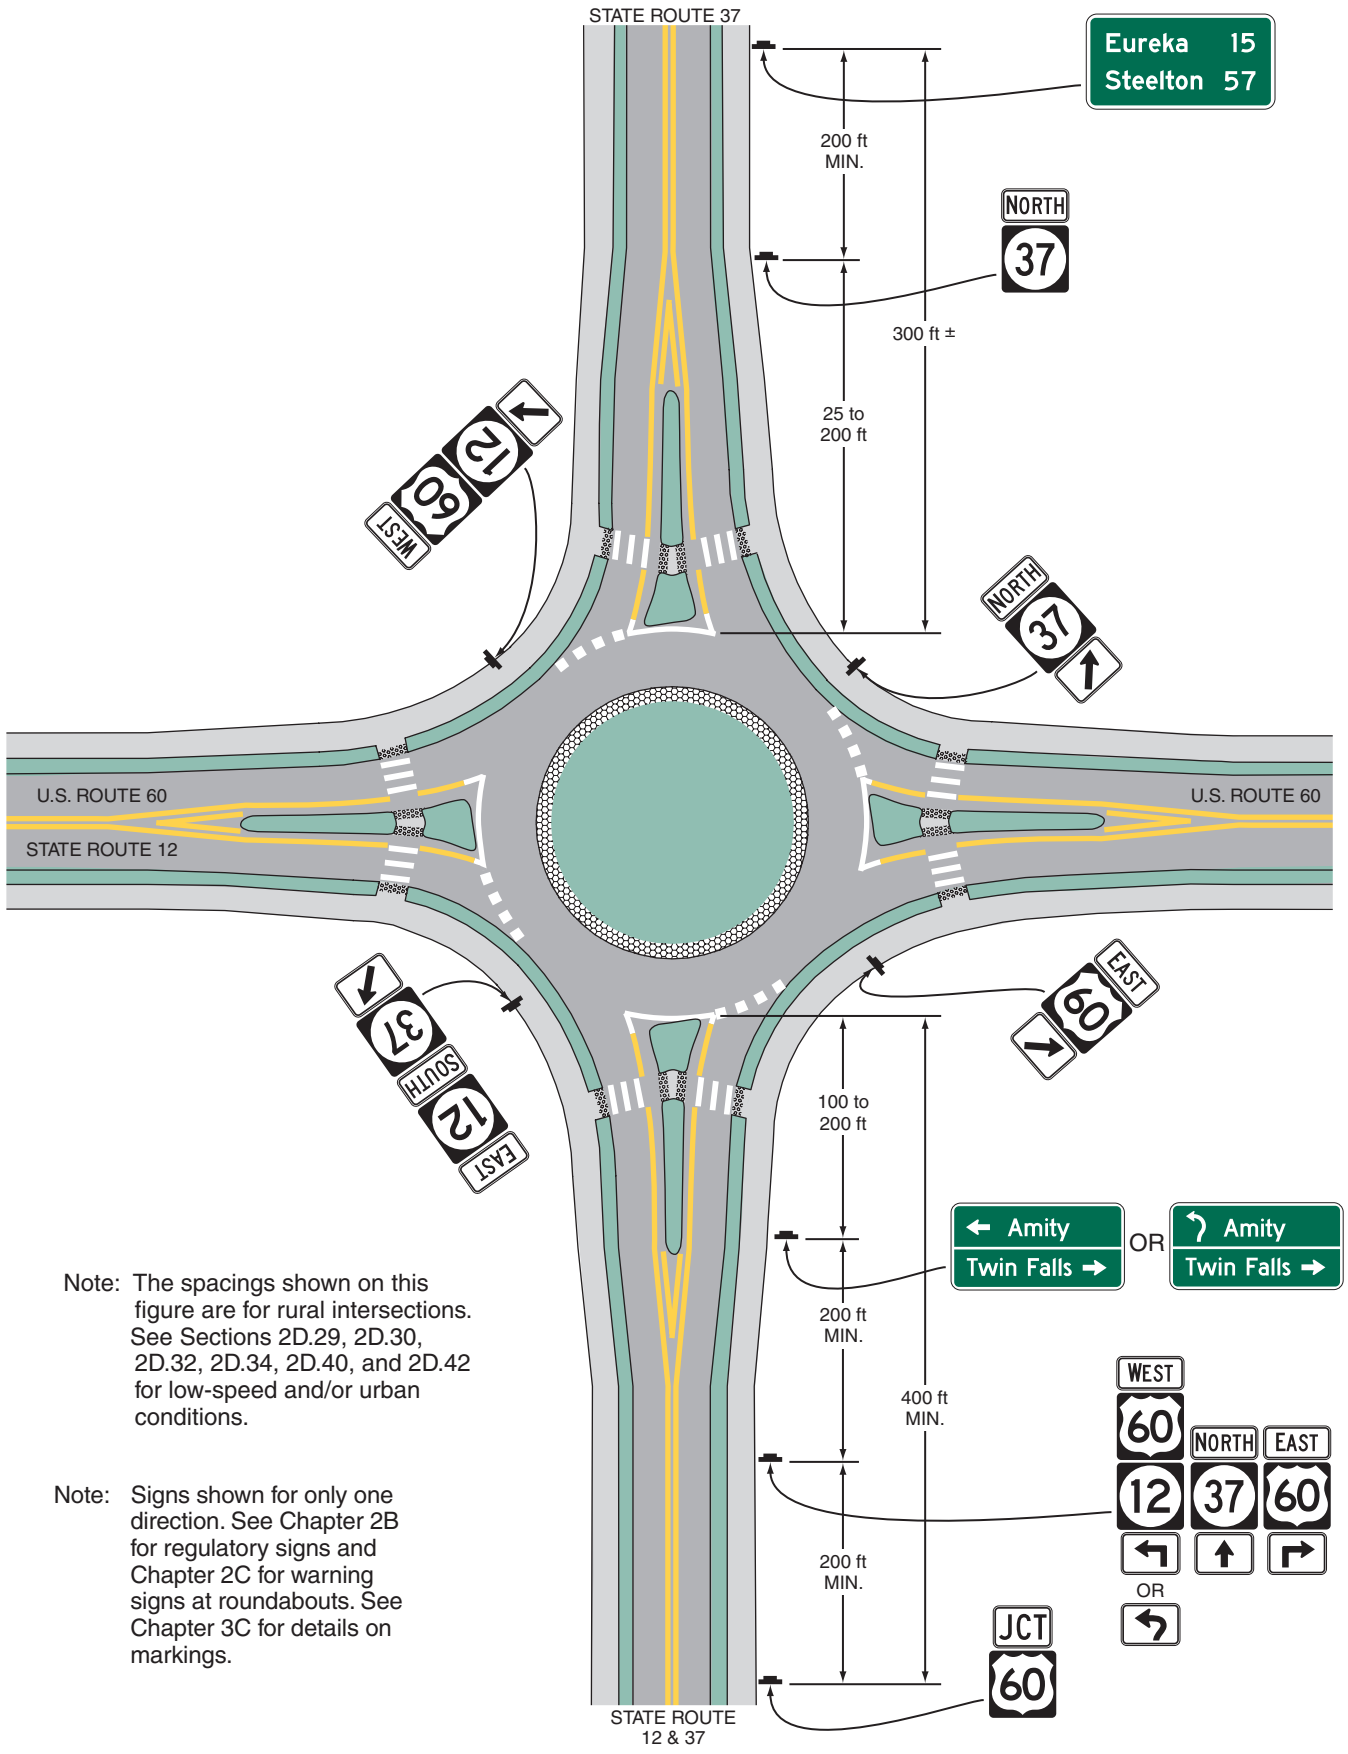 STATE ROUTE 37
Eureka 15
Steelton 57
200 ft
MIN.
NORTH
37
300 ft ±
25 to
200 ft
12
60
WEST
NORTH
37
U.S. ROUTE 60
STATE ROUTE 12
U.S. ROUTE 60
37
SOUTH
12
EAST
EAST
60
100 to
200 ft
← Amity
Twin Falls →
OR
Amity
Twin Falls →
200 ft
MIN.
400 ft
MIN.
WEST
60
12
NORTH
37
EAST
60
OR
200 ft
MIN.
JCT
60
STATE ROUTE
12 & 37
Note: The spacings shown on this
figure are for rural intersections.
See Sections 2D.29, 2D.30,
2D.32, 2D.34, 2D.40, and 2D.42
for low-speed and/or urban
conditions.
Note: Signs shown for only one
direction. See Chapter 2B
for regulatory signs and
Chapter 2C for warning
signs at roundabouts. See
Chapter 3C for details on
markings.